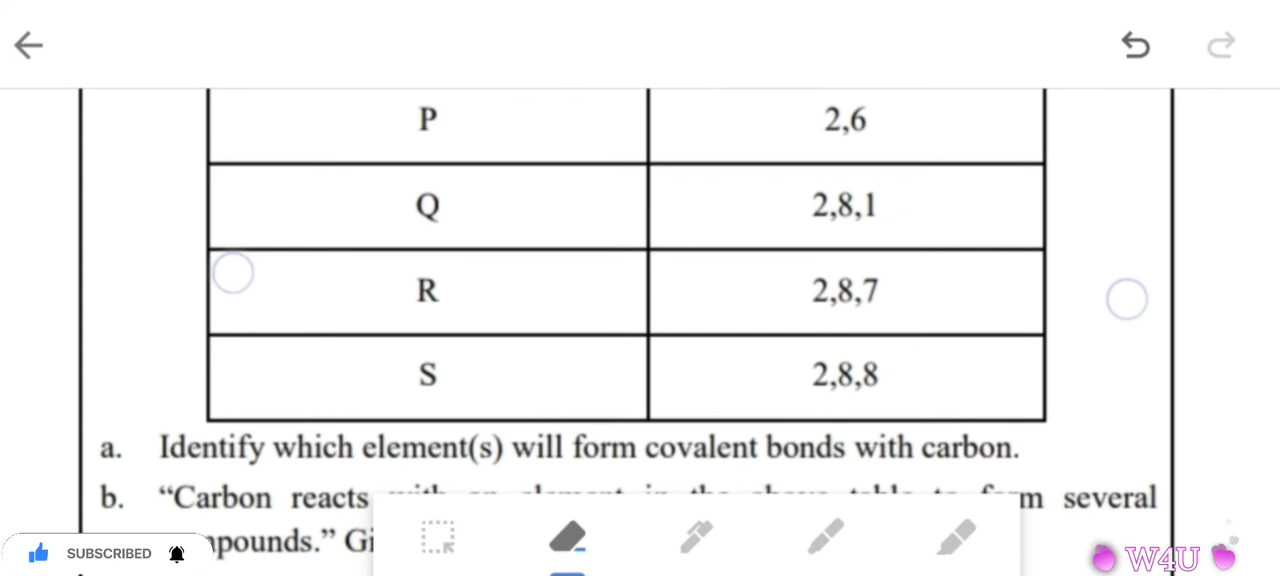 P 2,6
Q 2,8,1
R 2,8,7
S 2,8,8
a. Identify which element(s) will form covalent bonds with carbon.
b. “Carbon reacts m several
pounds.” Gi
SUBSCRIBED
W4U